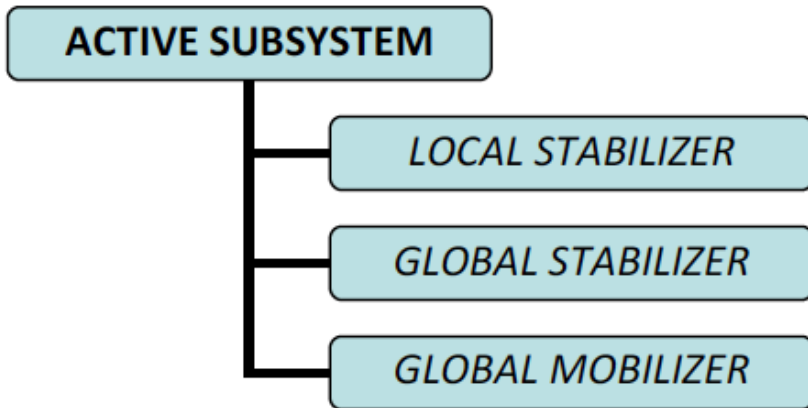 ACTIVE SUBSYSTEM
LOCAL STABILIZER
GLOBAL STABILIZER
GLOBAL MOBILIZER